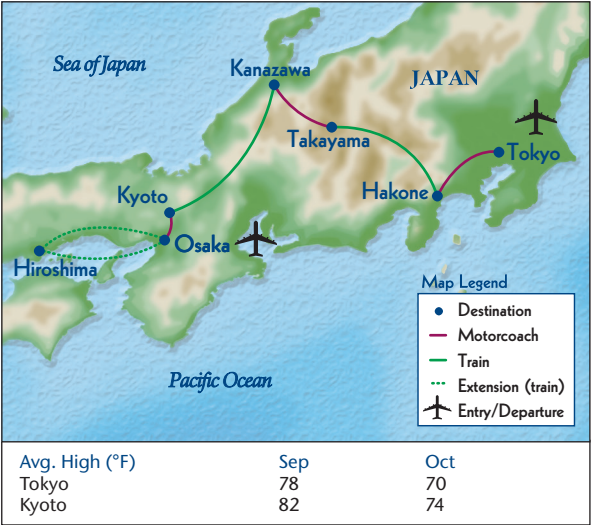 Sea of Japan
Kanazawa
JAPAN
Takayama
Tokyo
Kyoto
Hakone
Osaka
Hiroshima
Map Legend
Destination
Motorcoach
Train
Extension (train)
Entry/Departure
Pacific Ocean
Avg. High (°F) Sep Oct
Tokyo 78 70
Kyoto 82 74